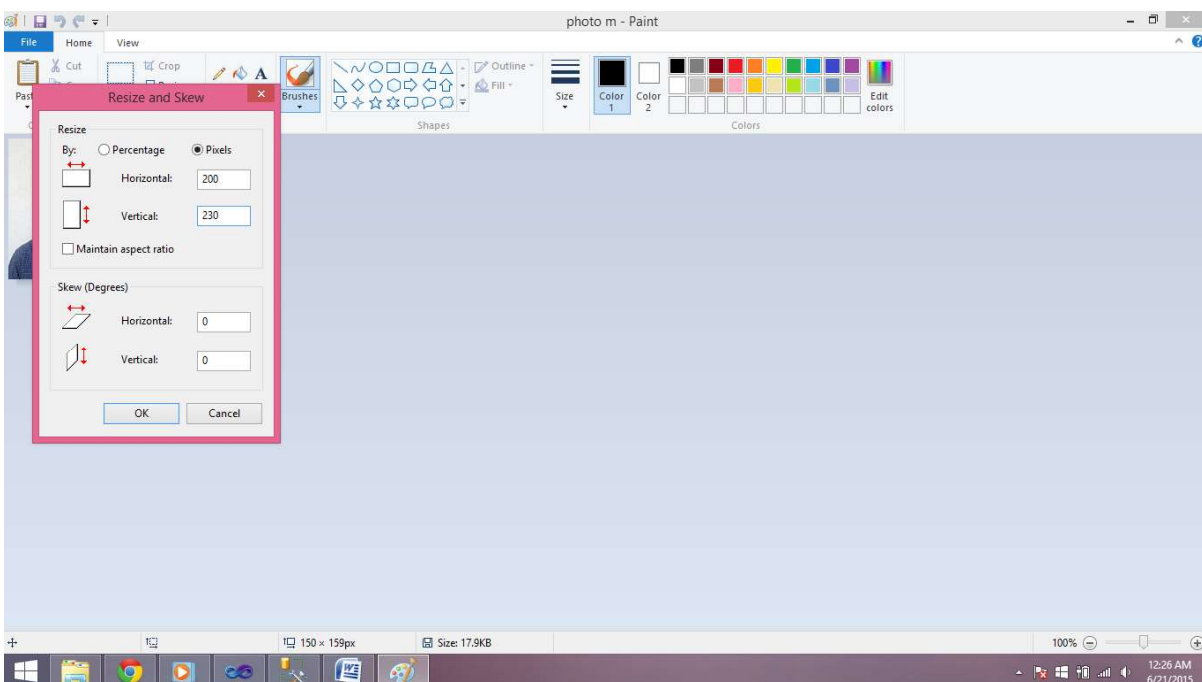 photo m - Paint
File Home View
Cut
Crop
A
Brushes
Outline
Fill
Size
Color 1
Color 2
Edit colors
Shapes
Colors
Resize and Skew
Resize
By: Percentage Pixels
Horizontal: 200
Vertical: 230
Maintain aspect ratio
Skew (Degrees)
Horizontal: 0
Vertical: 0
OK Cancel
150 × 159px Size: 17.9KB 100%
12:26 AM
6/21/2015